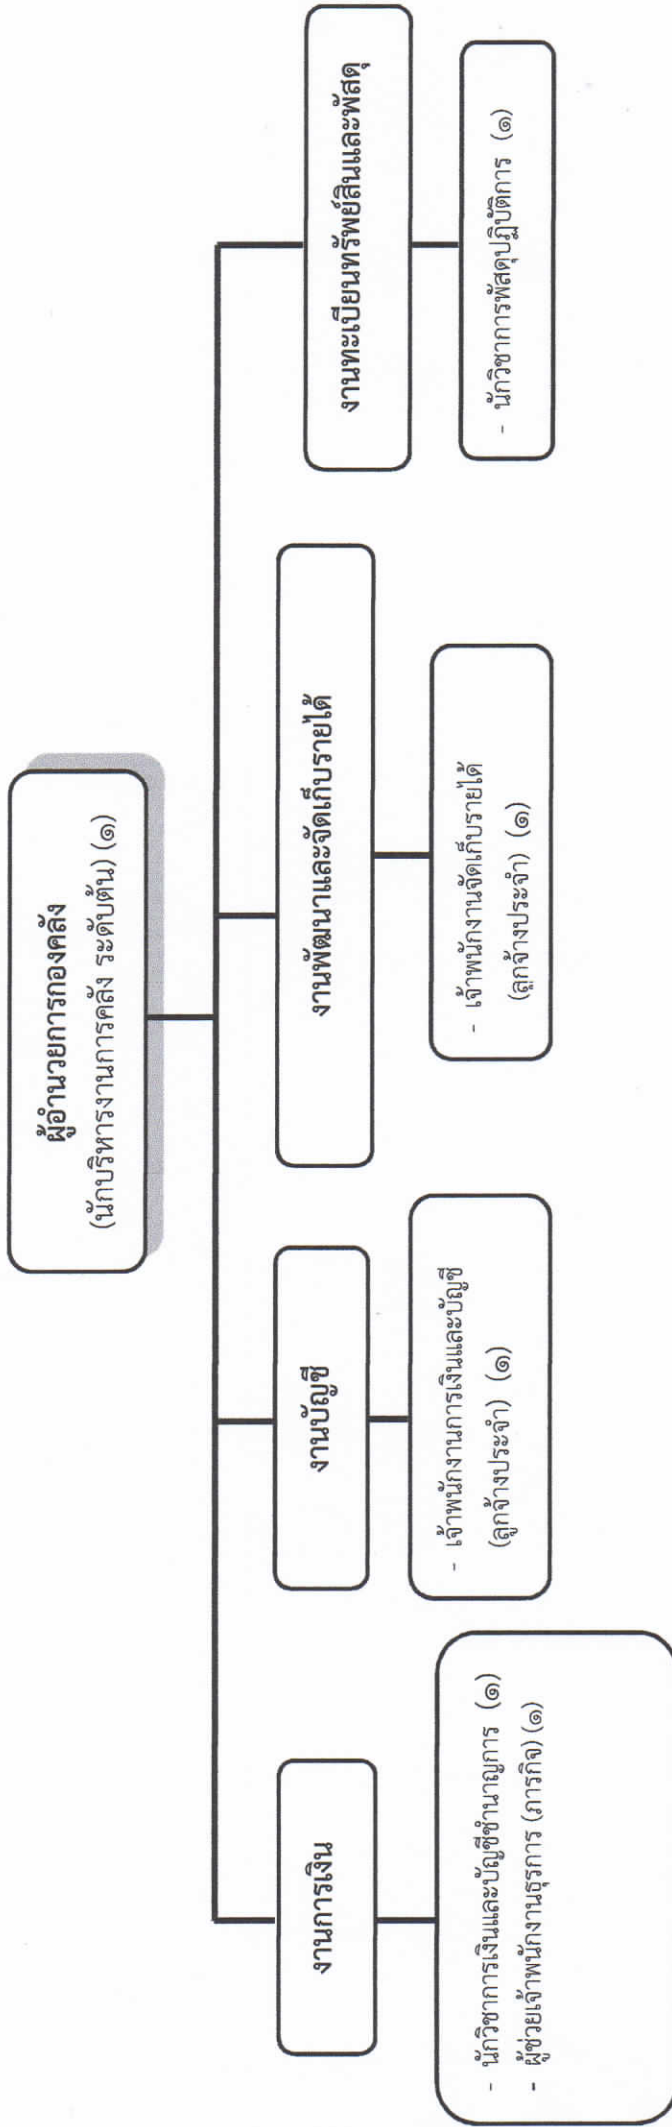 ผู้อำนวยการกองคลัง
(นักบริหารงานการคลัง ระดับต้น) (๑)
งานการเงิน
- นักวิชาการเงินและบัญชีชำนาญการ (๑)
- ผู้ช่วยเจ้าพนักงานธุรการ (ภารกิจ) (๑)
งานบัญชี
- เจ้าพนักงานการเงินและบัญชี
(ลูกจ้างประจำ) (๑)
งานพัฒนาและจัดเก็บรายได้
- เจ้าพนักงานจัดเก็บรายได้
(ลูกจ้างประจำ) (๑)
งานทะเบียนทรัพย์สินและพัสดุ
- นักวิชาการพัสดุปฏิบัติการ (๑)